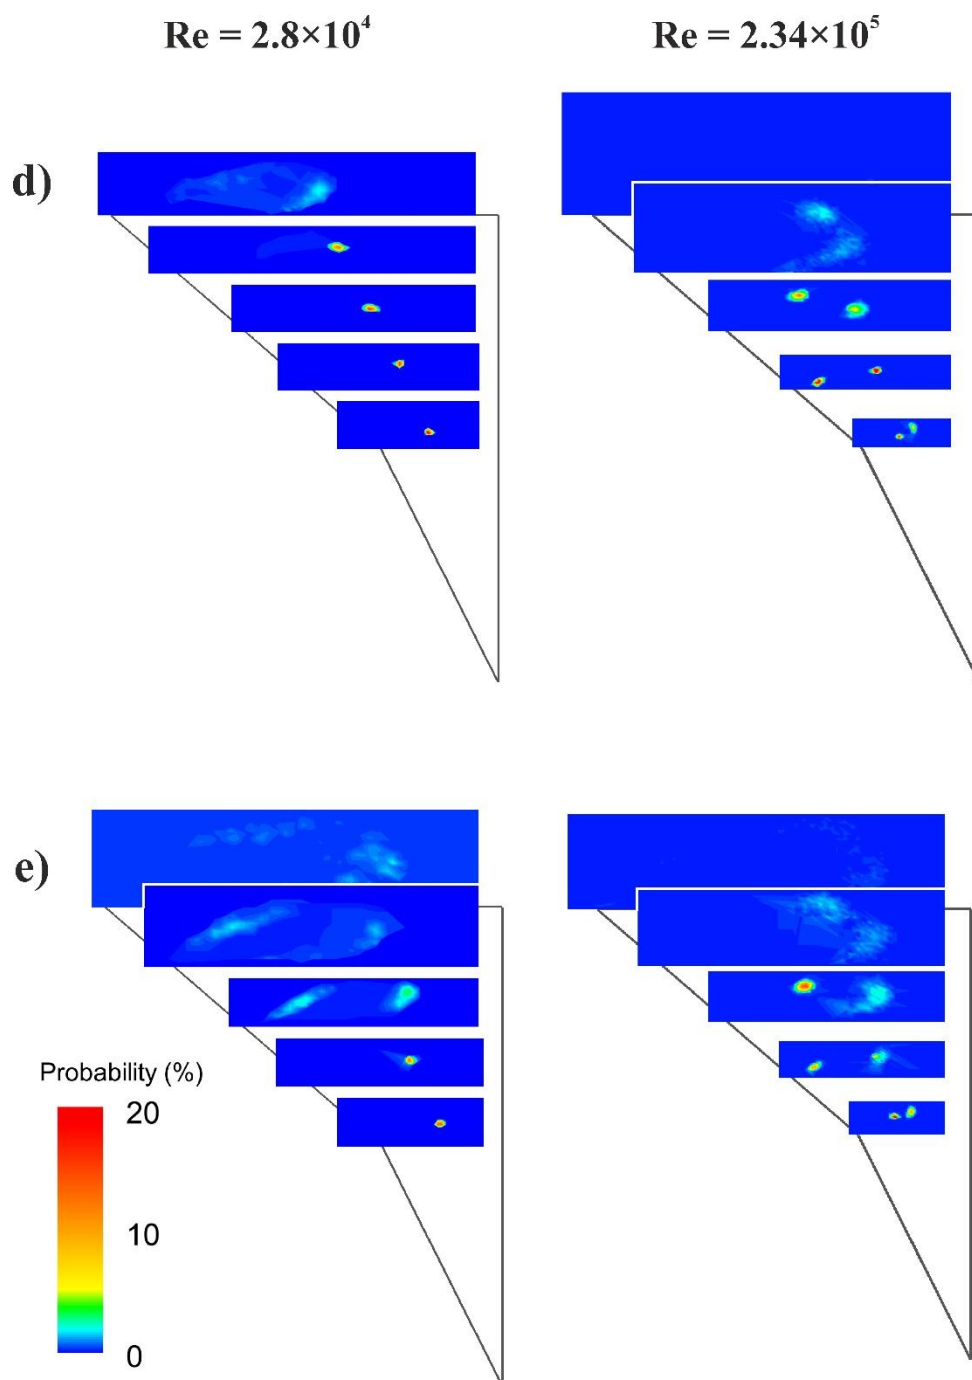 Re = 2.8×10⁴
Re = 2.34×10⁵
d)
e)
Probability (%)
20
10
0